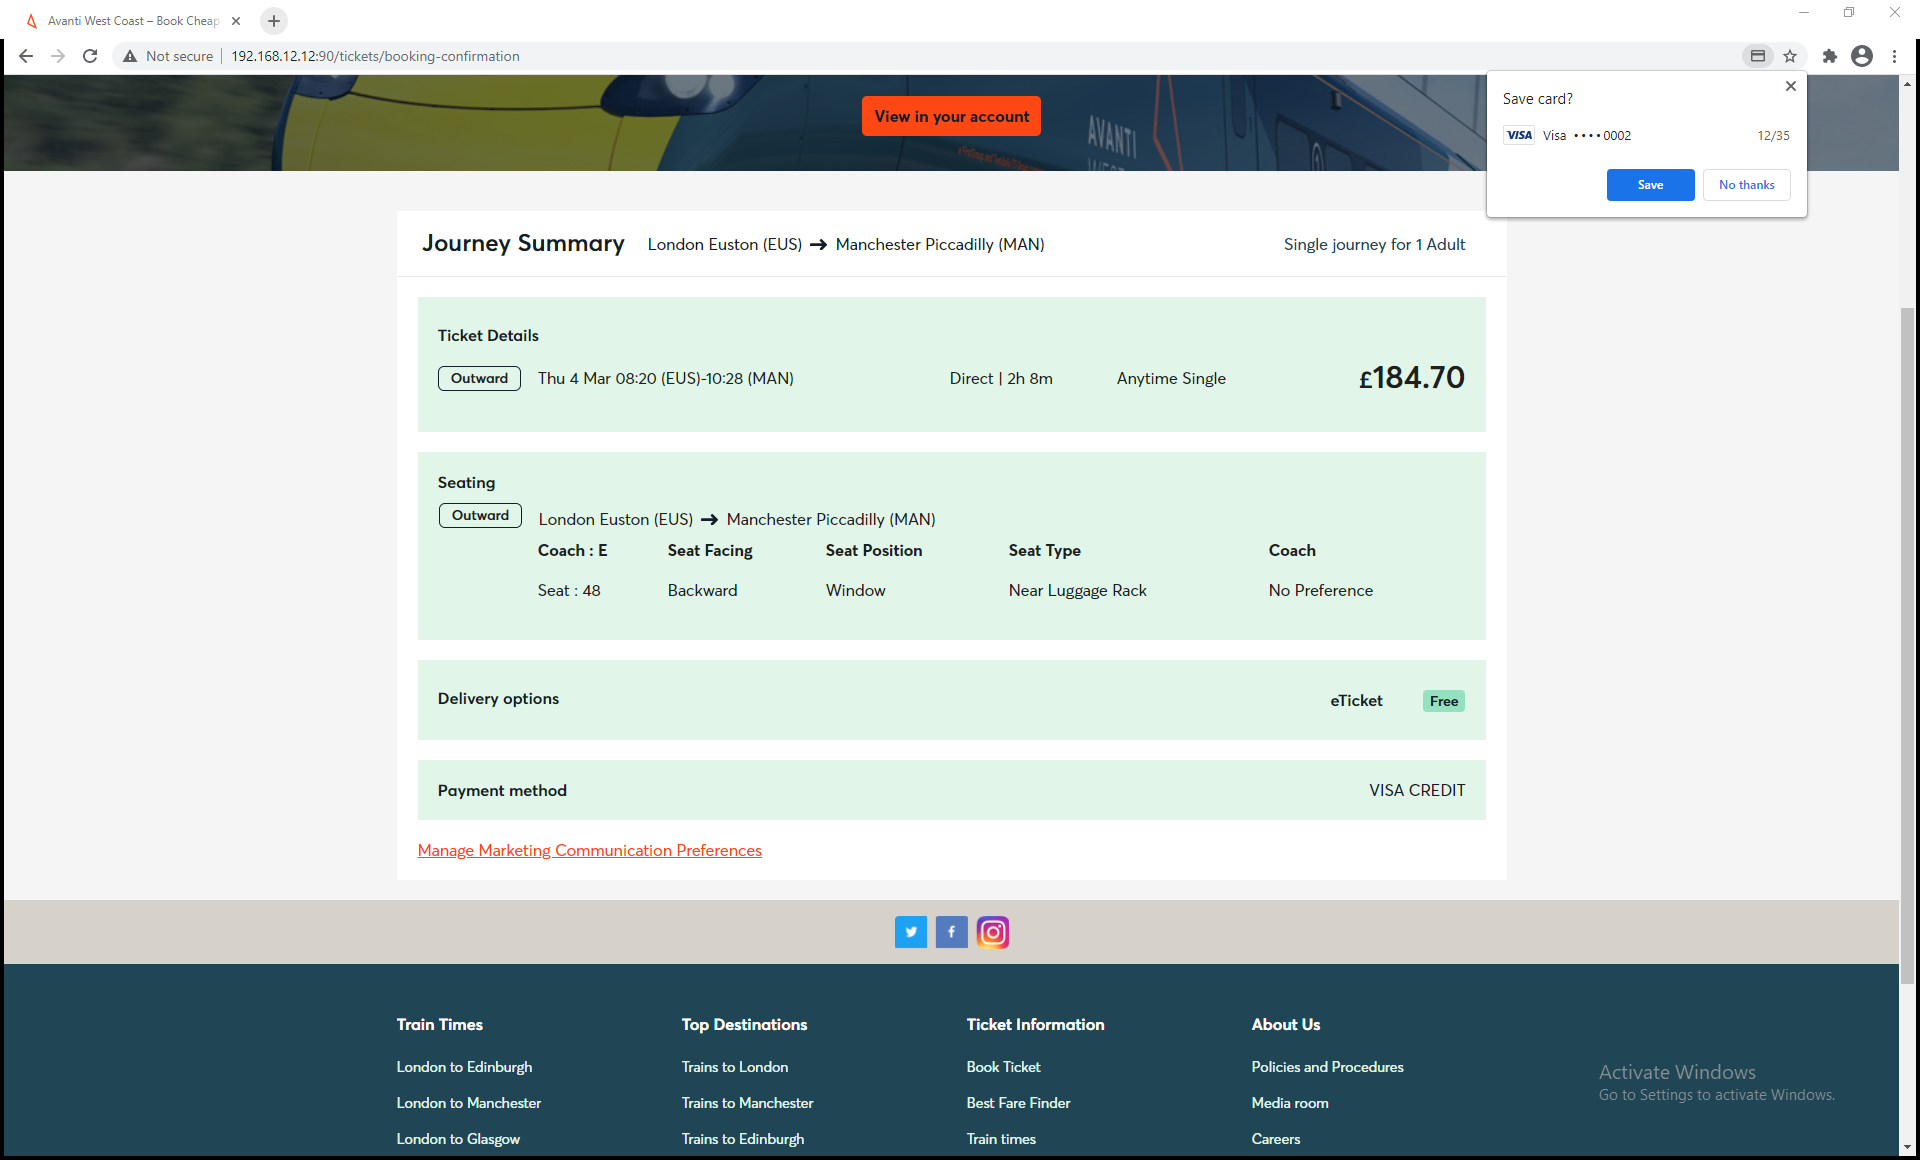 Avanti West Coast – Book Cheap
Not secure
192.168.12.12:90/tickets/booking-confirmation
View in your account
AVANTI
Save card?
VISA Visa ••••0002 12/35
Save No thanks
Journey Summary London Euston (EUS) → Manchester Piccadilly (MAN) Single journey for 1 Adult
Ticket Details
Outward Thu 4 Mar 08:20 (EUS)-10:28 (MAN) Direct | 2h 8m Anytime Single £184.70
Seating
Outward London Euston (EUS) → Manchester Piccadilly (MAN)
Coach : E Seat Facing Seat Position Seat Type Coach
Seat : 48 Backward Window Near Luggage Rack No Preference
Delivery options eTicket Free
Payment method VISA CREDIT
Manage Marketing Communication Preferences
Train Times Top Destinations Ticket Information About Us
London to Edinburgh Trains to London Book Ticket Policies and Procedures
London to Manchester Trains to Manchester Best Fare Finder Media room
London to Glasgow Trains to Edinburgh Train times Careers
Activate Windows
Go to Settings to activate Windows.